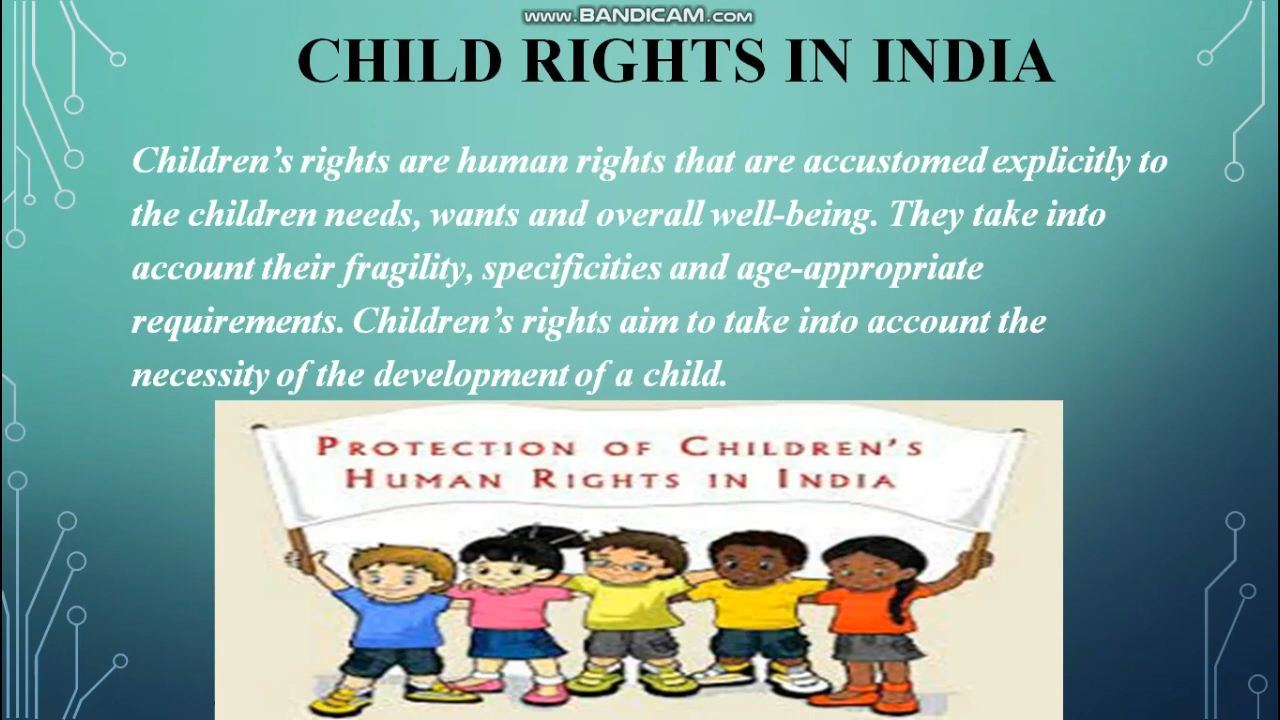 www.BANDICAM.com
CHILD RIGHTS IN INDIA
Children’s rights are human rights that are accustomed explicitly to
the children needs, wants and overall well-being. They take into
account their fragility, specificities and age-appropriate
requirements. Children’s rights aim to take into account the
necessity of the development of a child.
PROTECTION OF CHILDREN’S
HUMAN RIGHTS IN INDIA